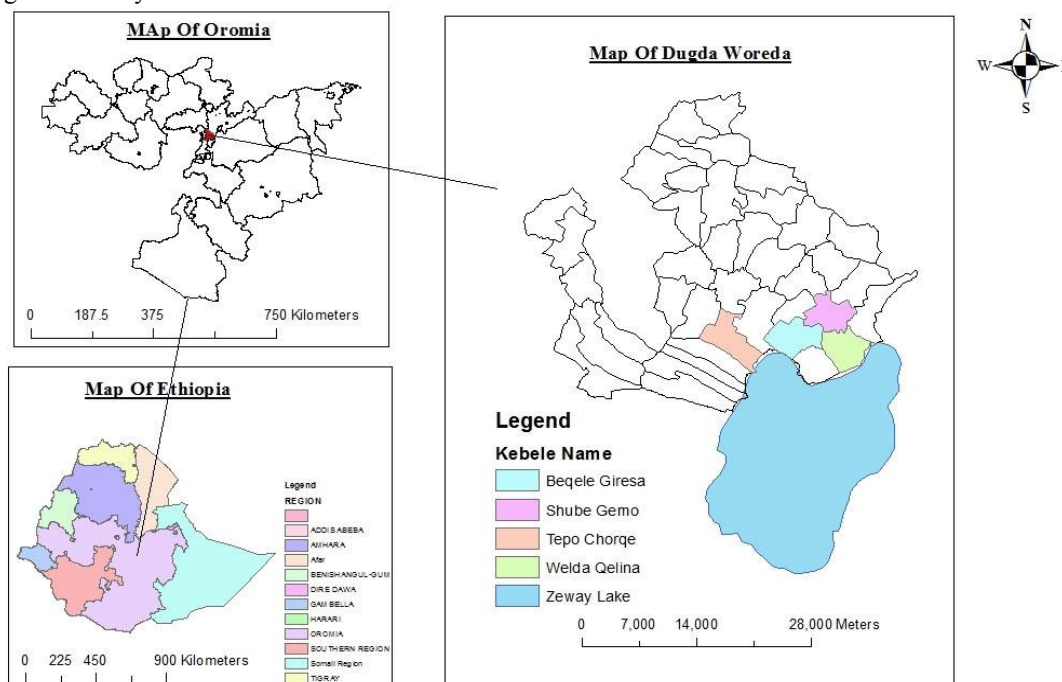 MAp Of Oromia
0 187.5 375 750 Kilometers
Map Of Ethiopia
Legend
REGION
ADDIS ABEBA
AMHARA
Afar
BENISHANGUL-GUM
DIRE DAWA
GAMBELLA
HARARI
OROMIA
SOUTHERN REGION
Somali Region
TIGRAY
0 225 450 900 Kilometers
Map Of Dugda Woreda
Legend
Kebele Name
Beqele Giresa
Shube Gemo
Tepo Chorqe
Welda Qelina
Zeway Lake
0 7,000 14,000 28,000 Meters
N
W
S